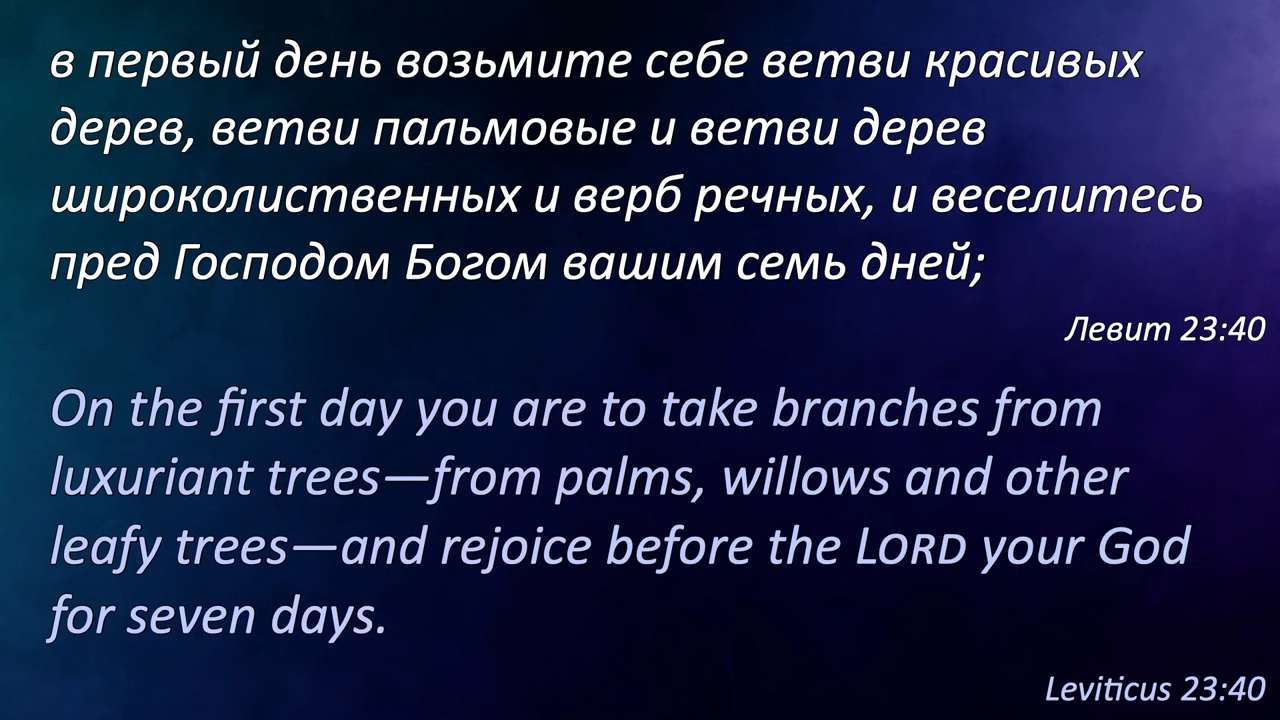 в первый день возьмите себе ветви красивых
дерев, ветви пальмовые и ветви дерев
широколиственных и верб речных, и веселитесь
пред Господом Богом вашим семь дней;
Левит 23:40
On the first day you are to take branches from
luxuriant trees—from palms, willows and other
leafy trees—and rejoice before the LORD your God
for seven days.
Leviticus 23:40